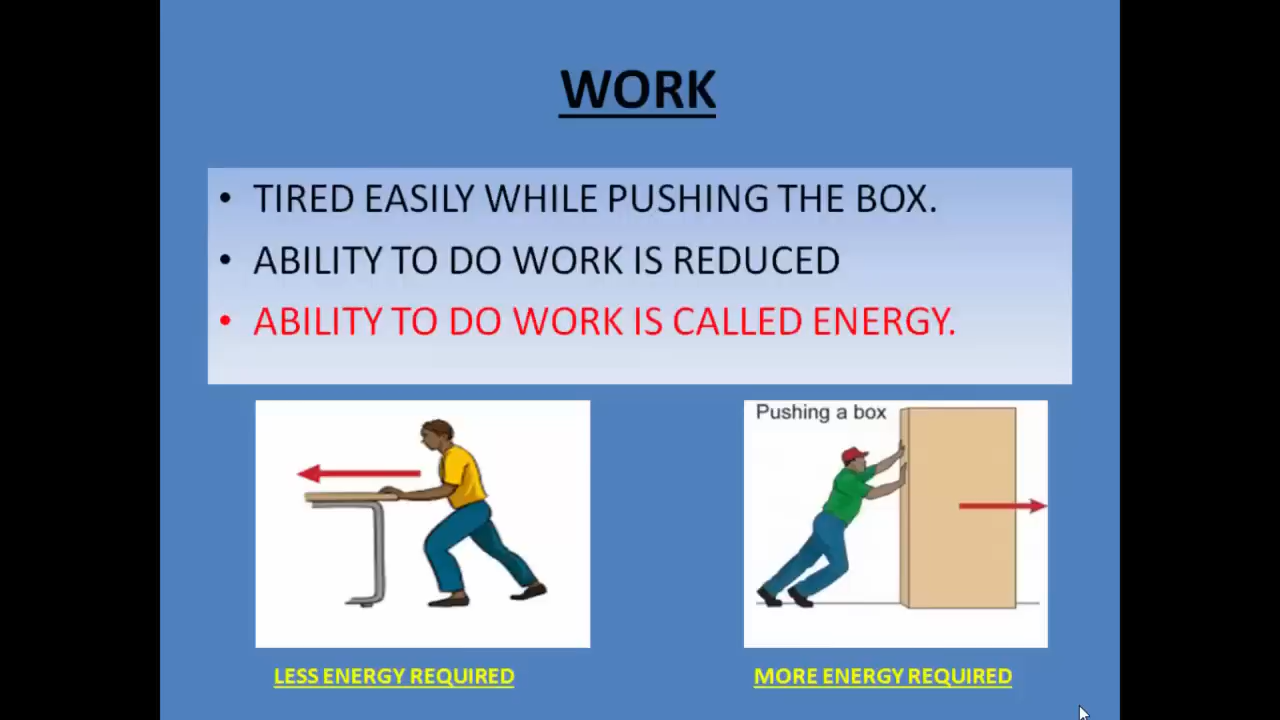 WORK
• TIRED EASILY WHILE PUSHING THE BOX.
• ABILITY TO DO WORK IS REDUCED
• ABILITY TO DO WORK IS CALLED ENERGY.
Pushing a box
LESS ENERGY REQUIRED
MORE ENERGY REQUIRED